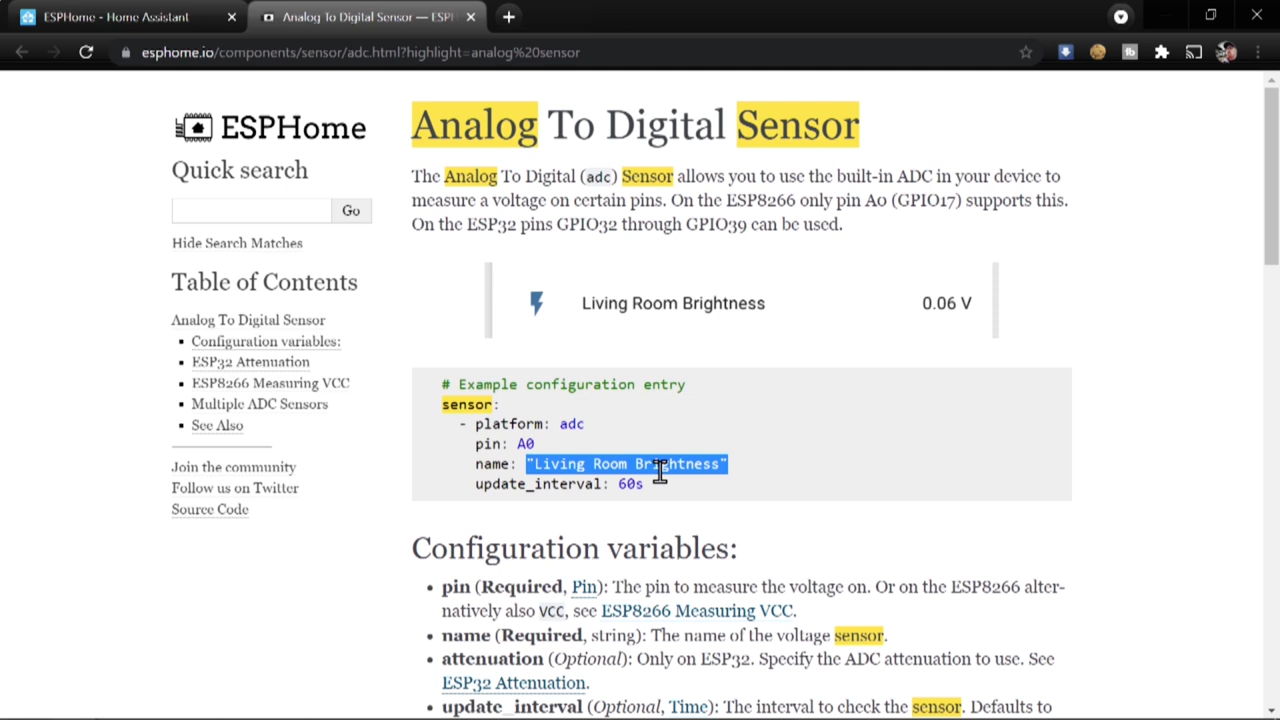 ESPHome - Home Assistant
Analog To Digital Sensor — ESPH
esphome.io/components/sensor/adc.html?highlight=analog%20sensor
ESPHome
Quick search
Go
Hide Search Matches
Table of Contents
Analog To Digital Sensor
Configuration variables:
ESP32 Attenuation
ESP8266 Measuring VCC
Multiple ADC Sensors
See Also
Join the community
Follow us on Twitter
Source Code
Analog To Digital Sensor
The Analog To Digital (adc) Sensor allows you to use the built-in ADC in your device to
measure a voltage on certain pins. On the ESP8266 only pin A0 (GPIO17) supports this.
On the ESP32 pins GPIO32 through GPIO39 can be used.
Living Room Brightness 0.06 V
# Example configuration entry
sensor:
- platform: adc
pin: A0
name: "Living Room Brightness"
update_interval: 60s
Configuration variables:
• pin (Required, Pin): The pin to measure the voltage on. Or on the ESP8266 alter-
natively also VCC, see ESP8266 Measuring VCC.
• name (Required, string): The name of the voltage sensor.
• attenuation (Optional): Only on ESP32. Specify the ADC attenuation to use. See
ESP32 Attenuation.
• update_interval (Optional, Time): The interval to check the sensor. Defaults to